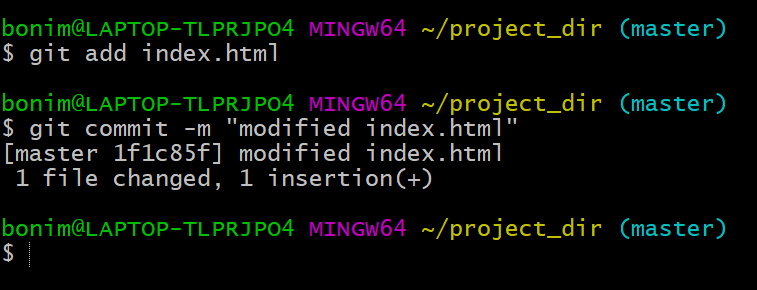 bonim@LAPTOP-TLPRJPO4 MINGW64 ~/project_dir (master)
$ git add index.html
bonim@LAPTOP-TLPRJPO4 MINGW64 ~/project_dir (master)
$ git commit -m "modified index.html"
[master 1f1c85f] modified index.html
 1 file changed, 1 insertion(+)
bonim@LAPTOP-TLPRJPO4 MINGW64 ~/project_dir (master)
$